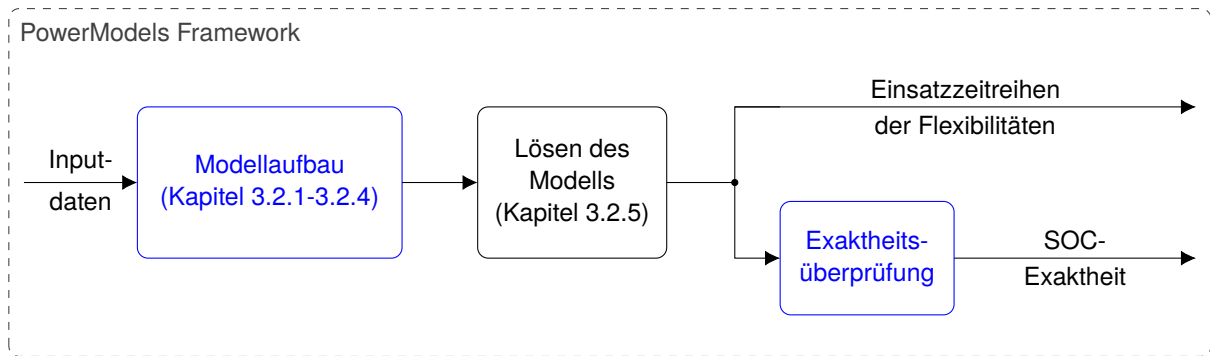 PowerModels Framework
Input-
daten
Modellaufbau
(Kapitel 3.2.1-3.2.4)
Lösen des
Modells
(Kapitel 3.2.5)
Einsatzzeitreihen
der Flexibilitäten
Exaktheits-
überprüfung
SOC-
Exaktheit